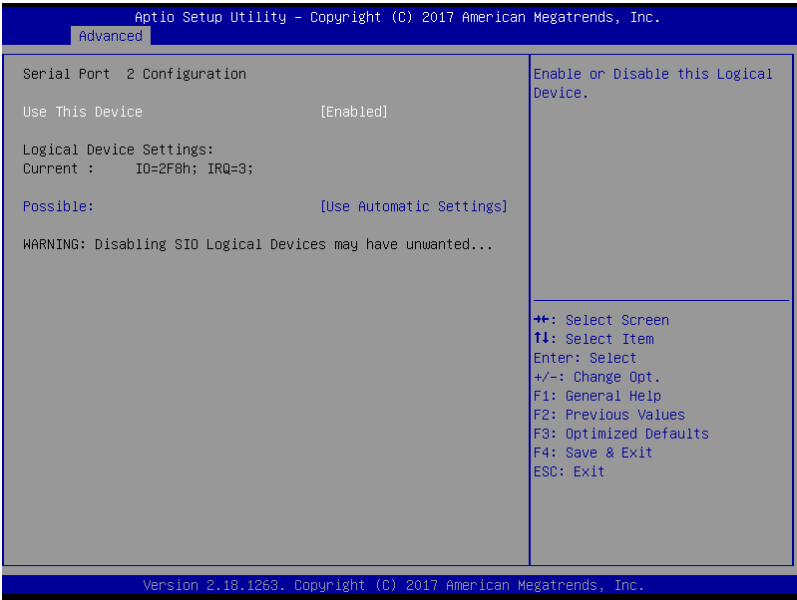 Aptio Setup Utility – Copyright (C) 2017 American Megatrends, Inc.
Advanced
Serial Port 2 Configuration
Use This Device [Enabled]
Logical Device Settings:
Current : IO=2F8h; IRQ=3;
Possible: [Use Automatic Settings]
WARNING: Disabling SIO Logical Devices may have unwanted...
Enable or Disable this Logical
Device.
→←: Select Screen
↑↓: Select Item
Enter: Select
+/-: Change Opt.
F1: General Help
F2: Previous Values
F3: Optimized Defaults
F4: Save & Exit
ESC: Exit
Version 2.18.1263. Copyright (C) 2017 American Megatrends, Inc.